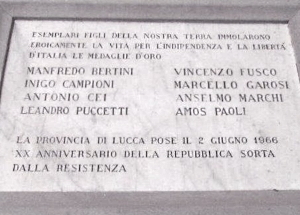 ESEMPLARI FIGLI DELLA NOSTRA TERRA IMMOLARONO
EROICAMENTE LA VITA PER L'INDIPENDENZA E LA LIBERTÀ
D'ITALIA LE MEDAGLIE D'ORO
MANFREDO BERTINI VINCENZO FUSCO
INIGO CAMPIONI MARCELLO GAROSI
ANTONIO CEI ANSELMO MARCHI
LEANDRO PUCCETTI AMOS PAOLI
LA PROVINCIA DI LUCCA POSE IL 2 GIUGNO 1966
XX ANNIVERSARIO DELLA REPUBBLICA SORTA
DALLA RESISTENZA